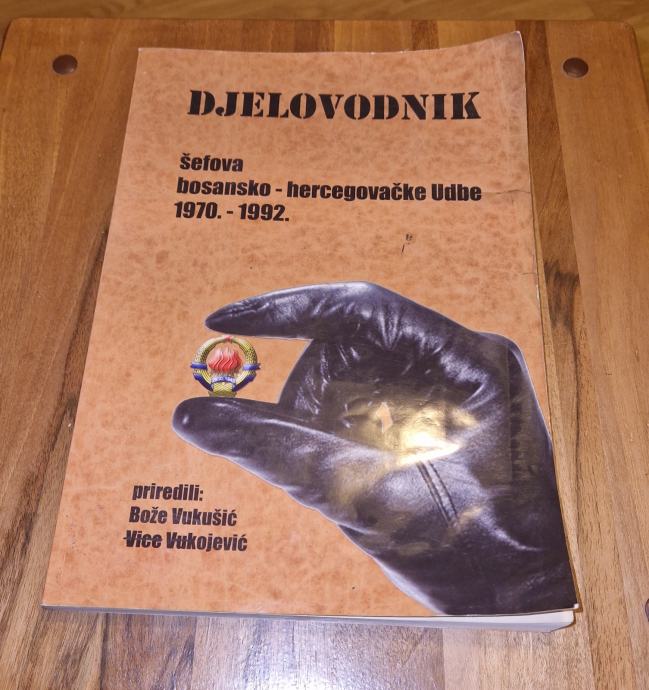 DJELOVODNIK
šefova
bosansko - hercegovačke Udbe
1970. - 1992.
priredili:
Bože Vukušić
Vice Vukojević